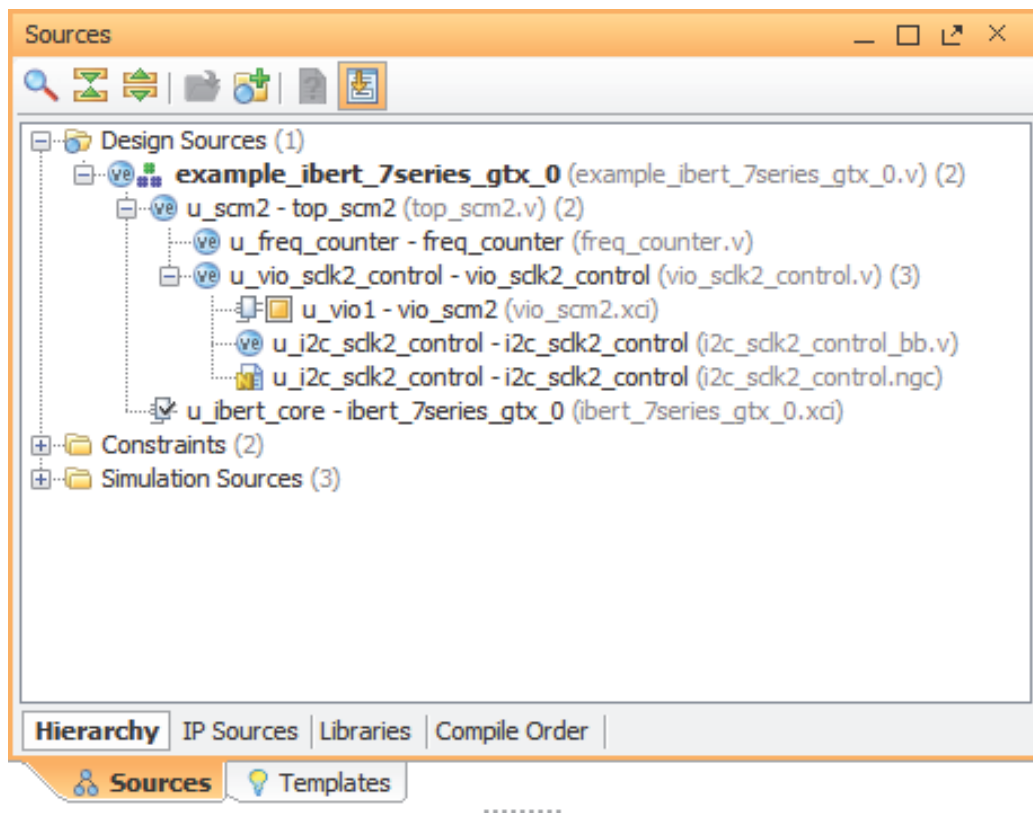 Sources
Design Sources (1)
example_ibert_7series_gtx_0 (example_ibert_7series_gtx_0.v) (2)
u_scm2 - top_scm2 (top_scm2.v) (2)
u_freq_counter - freq_counter (freq_counter.v)
u_vio_sclk2_control - vio_sclk2_control (vio_sclk2_control.v) (3)
u_vio1 - vio_scm2 (vio_scm2.xci)
u_i2c_sclk2_control - i2c_sclk2_control (i2c_sclk2_control_bb.v)
u_i2c_sclk2_control - i2c_sclk2_control (i2c_sclk2_control.ngc)
u_ibert_core - ibert_7series_gtx_0 (ibert_7series_gtx_0.xci)
Constraints (2)
Simulation Sources (3)
Hierarchy IP Sources Libraries Compile Order
Sources Templates